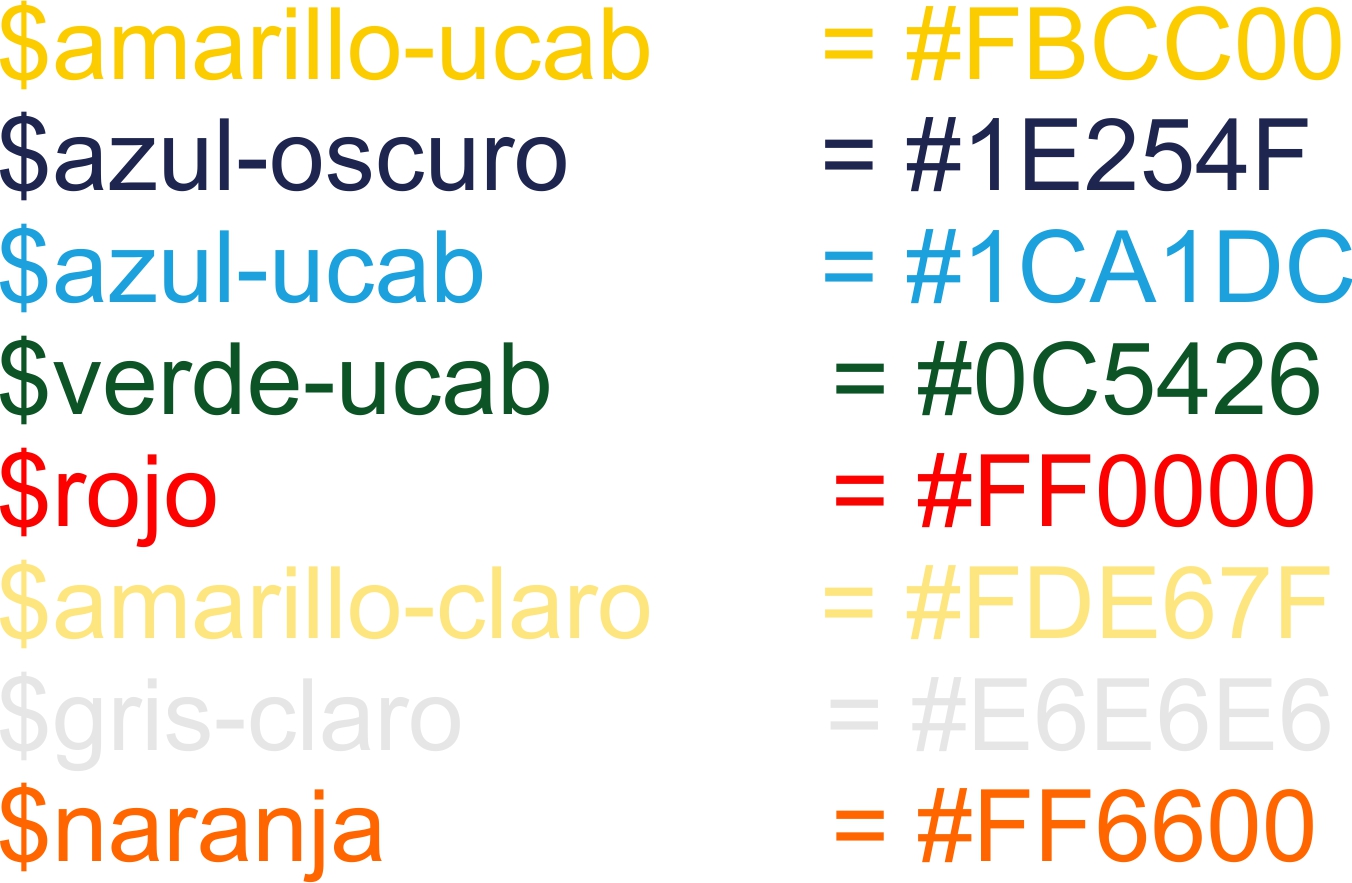 $amarillo-ucab = #FBCC00
$azul-oscuro = #1E254F
$azul-ucab = #1CA1DC
$verde-ucab = #0C5426
$rojo = #FF0000
$amarillo-claro = #FDE67F
$gris-claro = #E6E6E6
$naranja = #FF6600